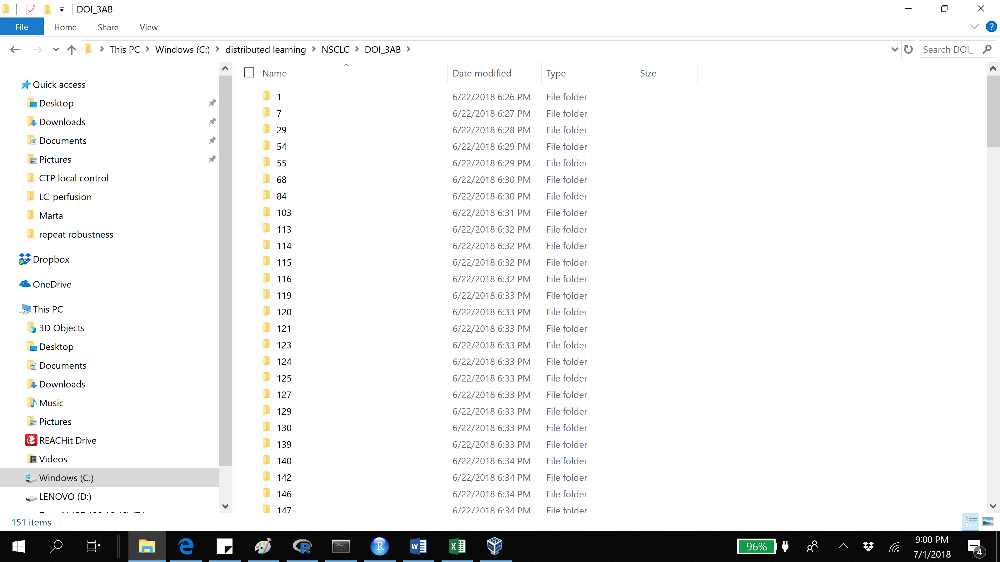 DOI_3AB
File Home Share View
This PC Windows (C:) distributed learning NSCLC DOI_3AB
Search DOI_
Name Date modified Type Size
Quick access
Desktop
Downloads
Documents
Pictures
CTP local control
LC_perfusion
Marta
repeat robustness
Dropbox
OneDrive
This PC
3D Objects
Desktop
Documents
Downloads
Music
Pictures
REACHit Drive
Videos
Windows (C:)
LENOVO (D:)
1 6/22/2018 6:26 PM File folder
7 6/22/2018 6:27 PM File folder
29 6/22/2018 6:28 PM File folder
54 6/22/2018 6:29 PM File folder
55 6/22/2018 6:29 PM File folder
68 6/22/2018 6:30 PM File folder
84 6/22/2018 6:30 PM File folder
103 6/22/2018 6:31 PM File folder
113 6/22/2018 6:32 PM File folder
114 6/22/2018 6:32 PM File folder
115 6/22/2018 6:32 PM File folder
116 6/22/2018 6:32 PM File folder
119 6/22/2018 6:33 PM File folder
120 6/22/2018 6:33 PM File folder
121 6/22/2018 6:33 PM File folder
123 6/22/2018 6:33 PM File folder
124 6/22/2018 6:33 PM File folder
125 6/22/2018 6:33 PM File folder
127 6/22/2018 6:33 PM File folder
129 6/22/2018 6:33 PM File folder
130 6/22/2018 6:33 PM File folder
139 6/22/2018 6:33 PM File folder
140 6/22/2018 6:34 PM File folder
142 6/22/2018 6:34 PM File folder
146 6/22/2018 6:34 PM File folder
147 6/22/2018 6:34 PM File folder
151 items
96%
9:00 PM
7/1/2018
4